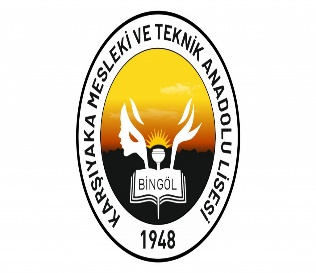 KARŞIYAKA MESLEKİ VE TEKNİK ANADOLU LİSESİ
BİNGÖL
1948